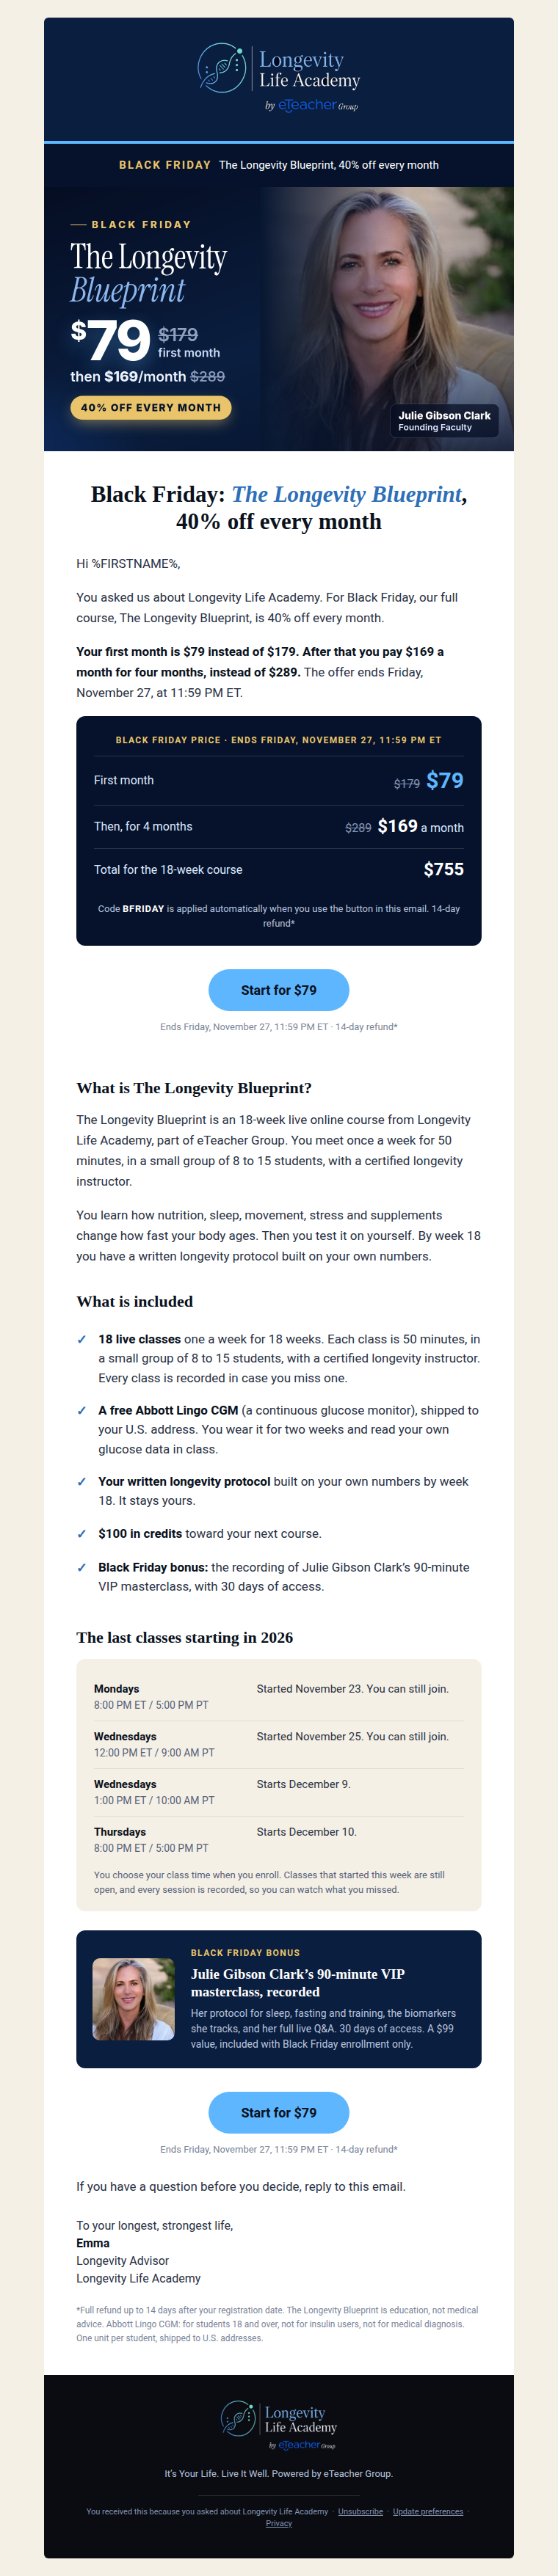 Longevity
Life Academy
by eTeacher Group
BLACK FRIDAY The Longevity Blueprint, 40% off every month
BLACK FRIDAY
The Longevity
Blueprint
$79 $179
first month
then $169/month $289
40% OFF EVERY MONTH
Julie Gibson Clark
Founding Faculty
Black Friday: The Longevity Blueprint,
40% off every month
Hi %FIRSTNAME%,
You asked us about Longevity Life Academy. For Black Friday, our full
course, The Longevity Blueprint, is 40% off every month.
Your first month is $79 instead of $179. After that you pay $169 a
month for four months, instead of $289. The offer ends Friday,
November 27, at 11:59 PM ET.
BLACK FRIDAY PRICE · ENDS FRIDAY, NOVEMBER 27, 11:59 PM ET
First month $179 $79
Then, for 4 months $289 $169 a month
Total for the 18-week course $755
Code BFRIDAY is applied automatically when you use the button in this email. 14-day
refund*
Start for $79
Ends Friday, November 27, 11:59 PM ET · 14-day refund*
What is The Longevity Blueprint?
The Longevity Blueprint is an 18-week live online course from Longevity
Life Academy, part of eTeacher Group. You meet once a week for 50
minutes, in a small group of 8 to 15 students, with a certified longevity
instructor.
You learn how nutrition, sleep, movement, stress and supplements
change how fast your body ages. Then you test it on yourself. By week 18
you have a written longevity protocol built on your own numbers.
What is included
✓ 18 live classes one a week for 18 weeks. Each class is 50 minutes, in
a small group of 8 to 15 students, with a certified longevity instructor.
Every class is recorded in case you miss one.
✓ A free Abbott Lingo CGM (a continuous glucose monitor), shipped to
your U.S. address. You wear it for two weeks and read your own
glucose data in class.
✓ Your written longevity protocol built on your own numbers by week
18. It stays yours.
✓ $100 in credits toward your next course.
✓ Black Friday bonus: the recording of Julie Gibson Clark’s 90-minute
VIP masterclass, with 30 days of access.
The last classes starting in 2026
Mondays Started November 23. You can still join.
8:00 PM ET / 5:00 PM PT
Wednesdays Started November 25. You can still join.
12:00 PM ET / 9:00 AM PT
Wednesdays Starts December 9.
1:00 PM ET / 10:00 AM PT
Thursdays Starts December 10.
8:00 PM ET / 5:00 PM PT
You choose your class time when you enroll. Classes that started this week are still
open, and every session is recorded, so you can watch what you missed.
BLACK FRIDAY BONUS
Julie Gibson Clark’s 90-minute VIP
masterclass, recorded
Her protocol for sleep, fasting and training, the biomarkers
she tracks, and her full live Q&A. 30 days of access. A $99
value, included with Black Friday enrollment only.
Start for $79
Ends Friday, November 27, 11:59 PM ET · 14-day refund*
If you have a question before you decide, reply to this email.
To your longest, strongest life,
Emma
Longevity Advisor
Longevity Life Academy
*Full refund up to 14 days after your registration date. The Longevity Blueprint is education, not medical
advice. Abbott Lingo CGM: for students 18 and over, not for insulin users, not for medical diagnosis.
One unit per student, shipped to U.S. addresses.
Longevity
Life Academy
by eTeacher Group
It’s Your Life. Live It Well. Powered by eTeacher Group.
You received this because you asked about Longevity Life Academy · Unsubscribe · Update preferences ·
Privacy